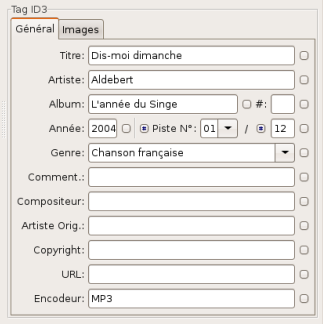 Tag ID3
Général Images
Titre: Dis-moi dimanche
Artiste: Aldebert
Album: L'année du Singe #:
Année: 2004 Piste N°: 01 / 12
Genre: Chanson française
Comment.:
Compositeur:
Artiste Orig.:
Copyright:
URL:
Encodeur: MP3